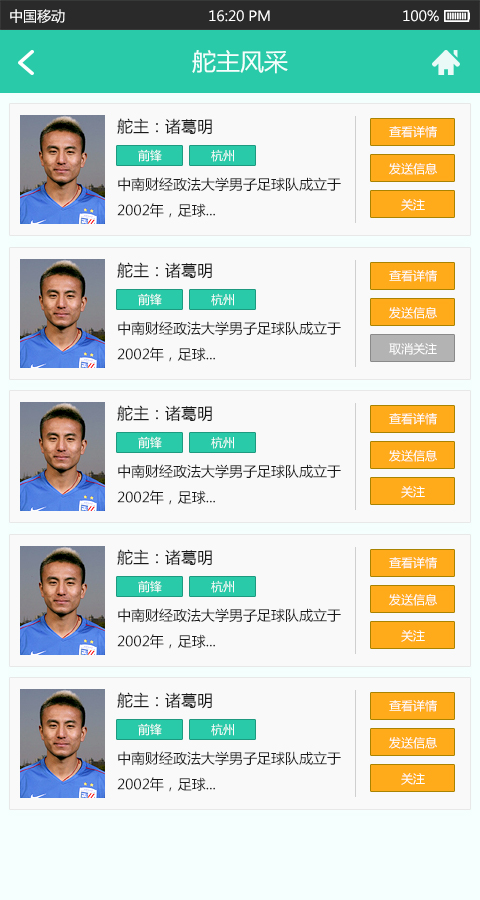 中国移动 16:20 PM 100%
舵主风采
舵主：诸葛明
前锋 杭州
中南财经政法大学男子足球队成立于
2002年，足球...
查看详情
发送信息
关注
舵主：诸葛明
前锋 杭州
中南财经政法大学男子足球队成立于
2002年，足球...
查看详情
发送信息
取消关注
舵主：诸葛明
前锋 杭州
中南财经政法大学男子足球队成立于
2002年，足球...
查看详情
发送信息
关注
舵主：诸葛明
前锋 杭州
中南财经政法大学男子足球队成立于
2002年，足球...
查看详情
发送信息
关注
舵主：诸葛明
前锋 杭州
中南财经政法大学男子足球队成立于
2002年，足球...
查看详情
发送信息
关注